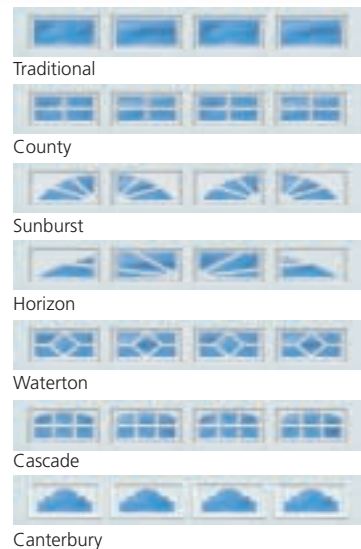 Traditional
County
Sunburst
Horizon
Waterton
Cascade
Canterbury